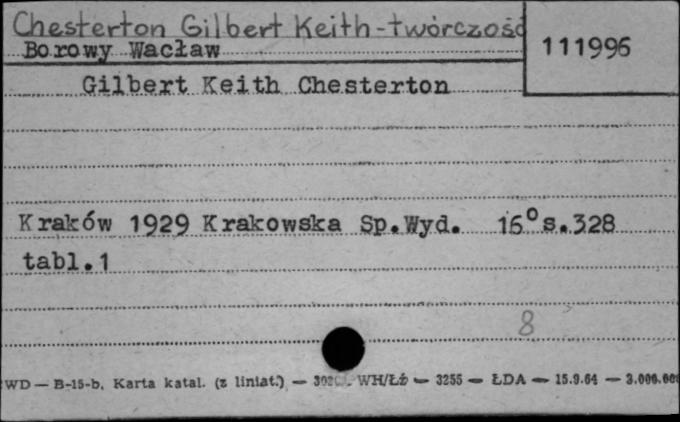 Chesterton Gilbert Keith-twórczość
Borowy Wacław
111996
Gilbert Keith Chesterton
Kraków 1929 Krakowska Sp.Wyd. 16° s.328
tabl.1
8
WD — B-15-b, Karta katal. (z liniat.) — WH/Łź — 3255 — ŁDA — 15.9.64 — 3.000.000